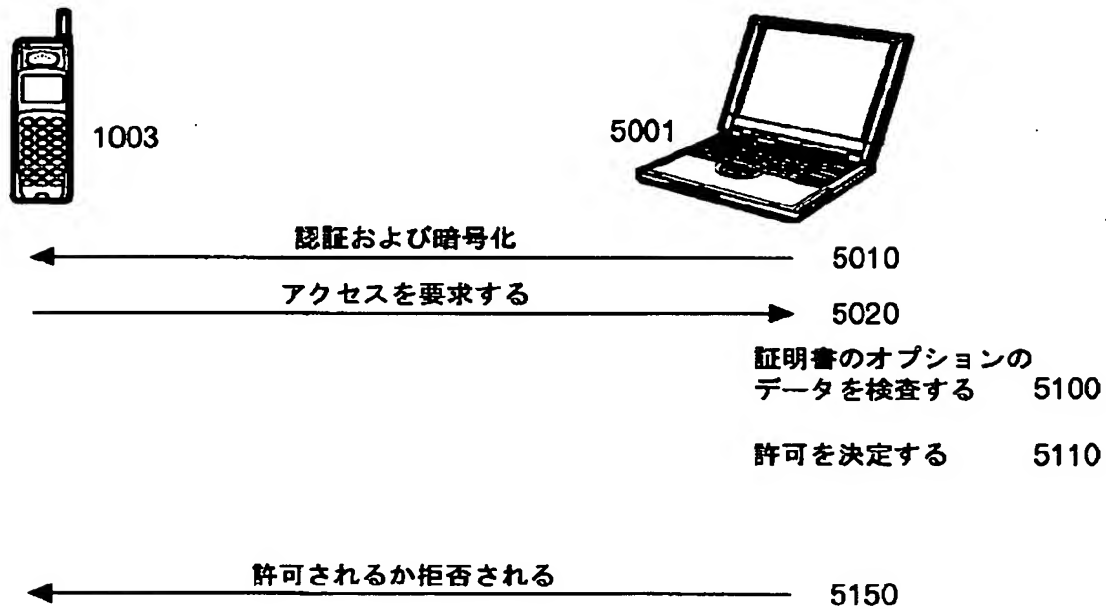 1003
5001
認証および暗号化
5010
アクセスを要求する
5020
証明書のオプションの
データを検査する 5100
許可を決定する 5110
許可されるか拒否される
5150